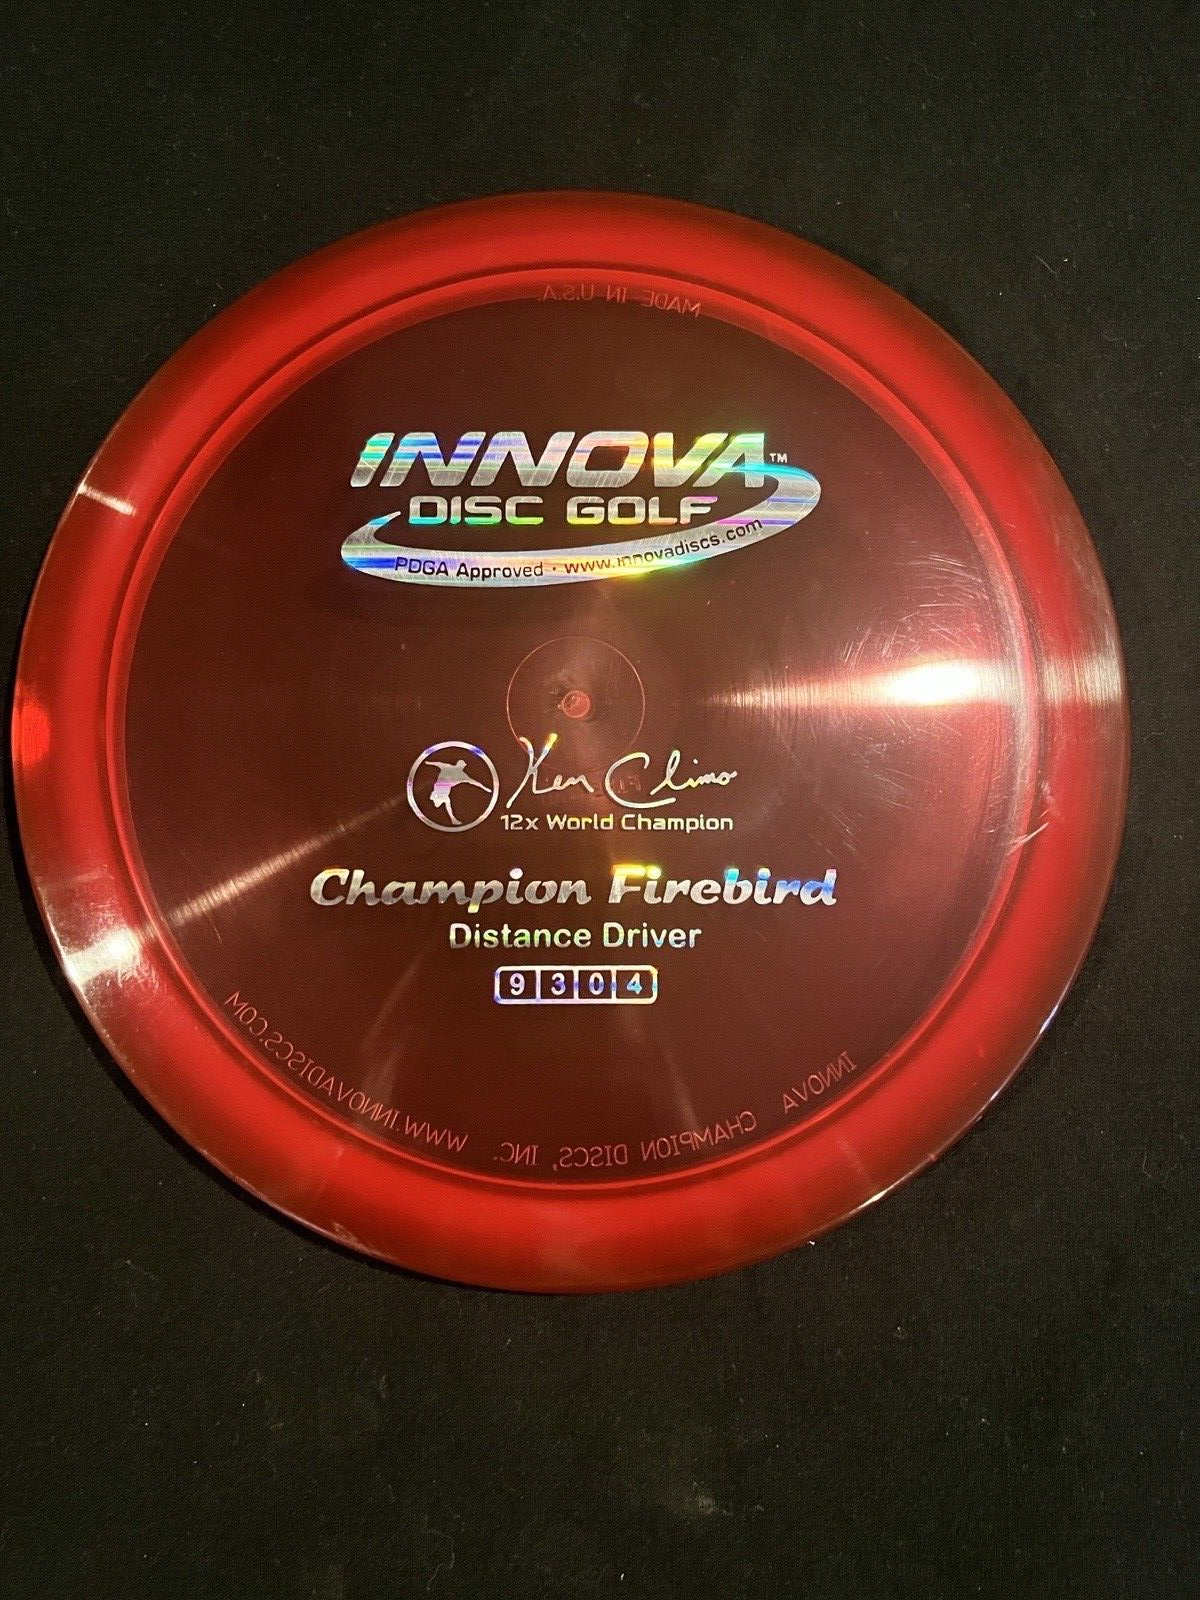 MADE IN U.S.A.
INNOVA™
DISC GOLF
PDGA Approved · www.innovadiscs.com
Ken Climo
12x World Champion
Champion Firebird
Distance Driver
9 3 0 4
WWW.INNOVADISCS.COM
INNOVA CHAMPION DISCS, INC.